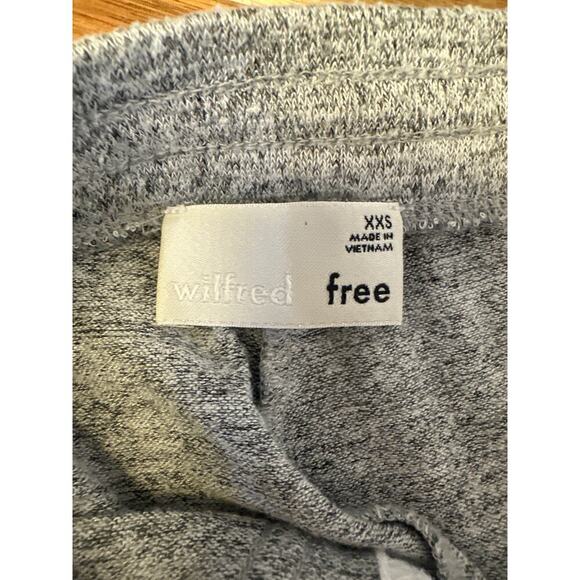 XXS
MADE IN
VIETNAM
wilfred free